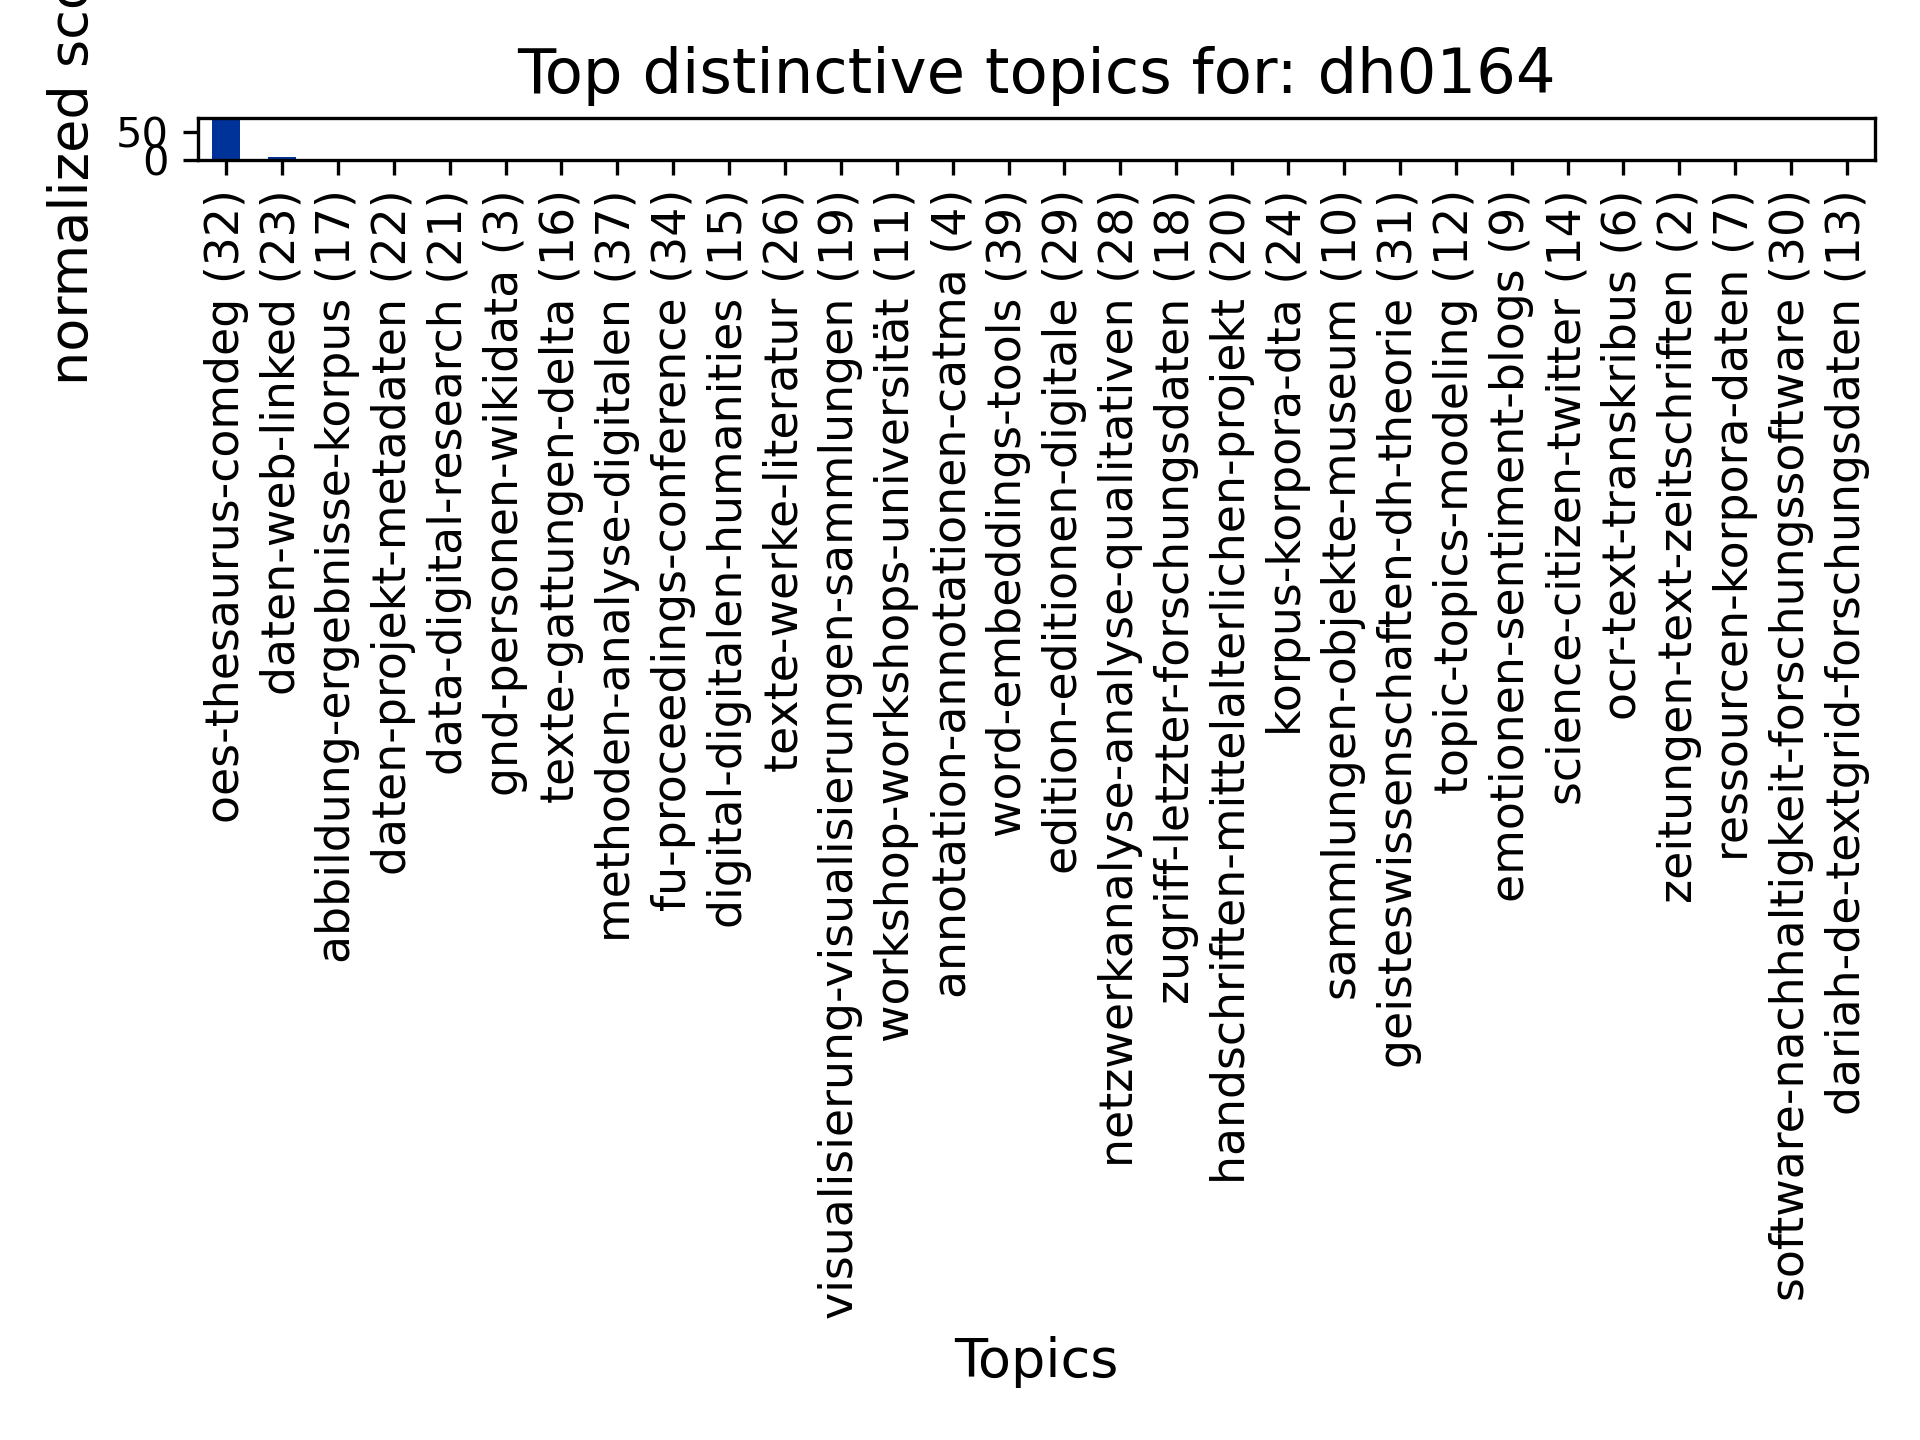 Top distinctive topics for: dh0164
normalized sco
50
0
oes-thesaurus-comdeg (32)
daten-web-linked (23)
abbildung-ergebnisse-korpus (17)
daten-projekt-metadaten (22)
data-digital-research (21)
gnd-personen-wikidata (3)
texte-gattungen-delta (16)
methoden-analyse-digitalen (37)
fu-proceedings-conference (34)
digital-digitalen-humanities (15)
texte-werke-literatur (26)
visualisierung-visualisierungen-sammlungen (19)
workshop-workshops-universität (11)
annotation-annotationen-catma (4)
word-embeddings-tools (39)
edition-editionen-digitale (29)
netzwerkanalyse-analyse-qualitativen (28)
zugriff-letzter-forschungsdaten (18)
handschriften-mittelalterlichen-projekt (20)
korpus-korpora-dta (24)
sammlungen-objekte-museum (10)
geisteswissenschaften-dh-theorie (31)
topic-topics-modeling (12)
emotionen-sentiment-blogs (9)
science-citizen-twitter (14)
ocr-text-transkribus (6)
zeitungen-text-zeitschriften (2)
ressourcen-korpora-daten (7)
software-nachhaltigkeit-forschungssoftware (30)
dariah-de-textgrid-forschungsdaten (13)
Topics